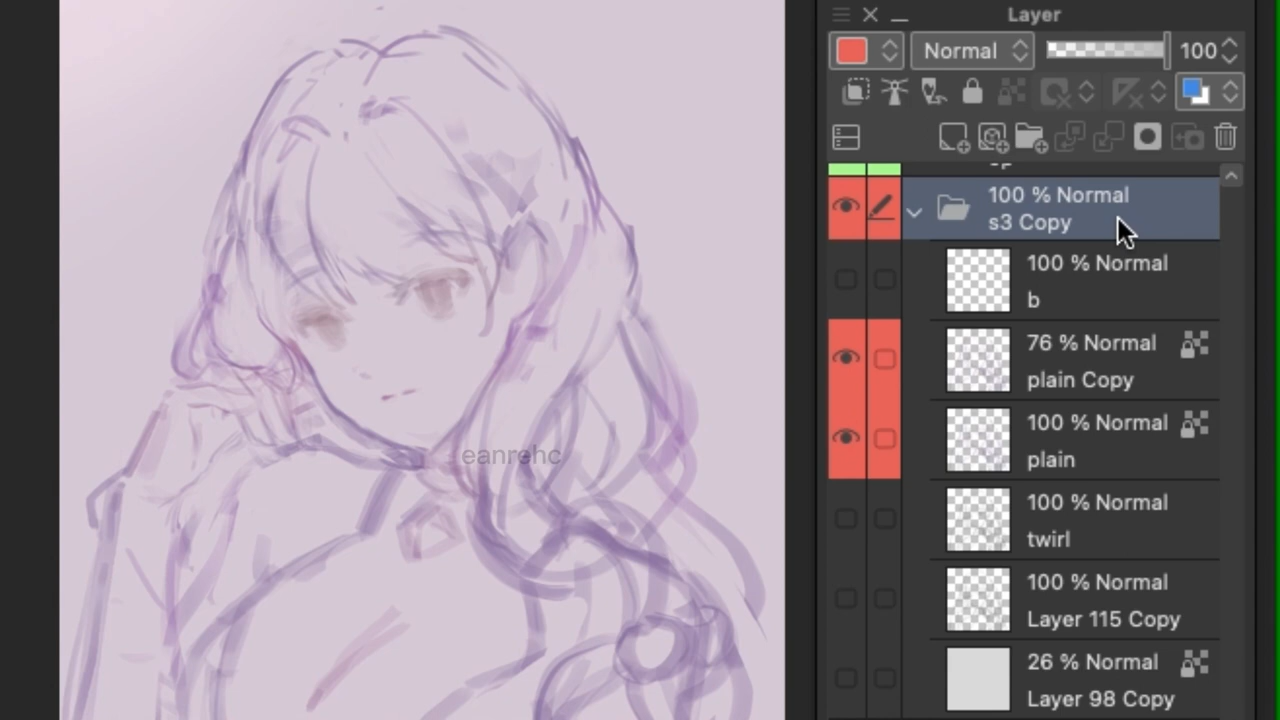 Layer
Normal
100
100 % Normal
s3 Copy
100 % Normal
b
76 % Normal
plain Copy
100 % Normal
plain
100 % Normal
twirl
100 % Normal
Layer 115 Copy
26 % Normal
Layer 98 Copy
eanrehc